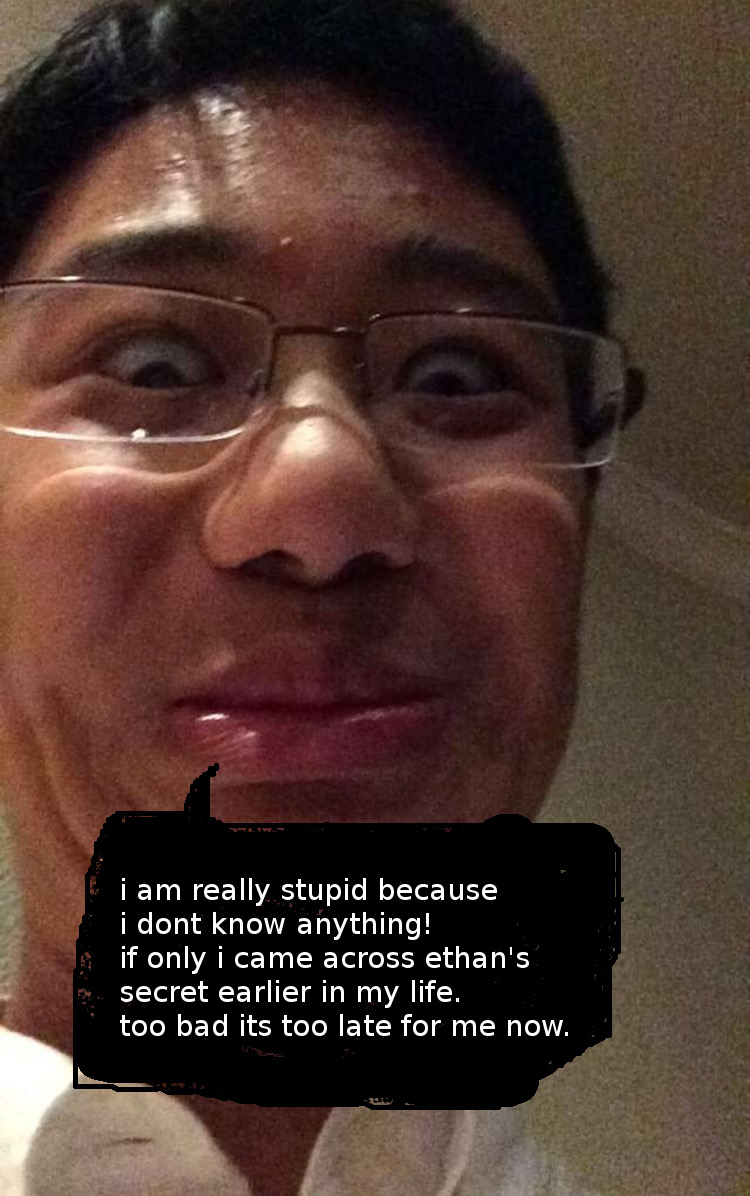 i am really stupid because
i dont know anything!
if only i came across ethan's
secret earlier in my life.
too bad its too late for me now.